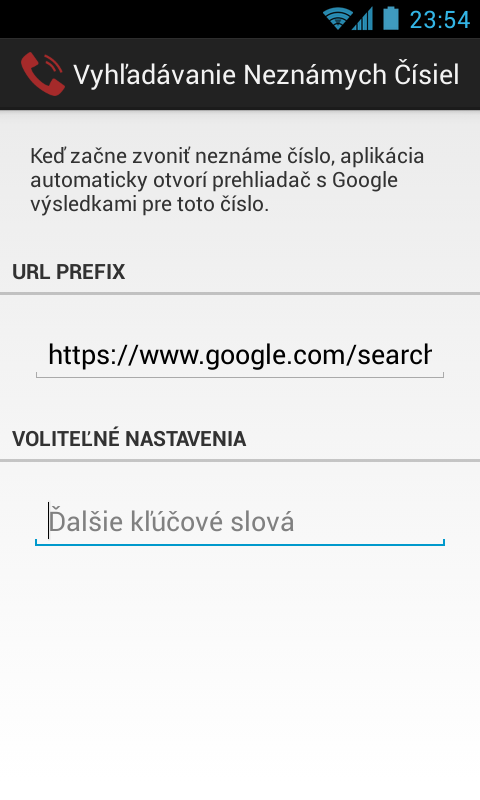 23:54
Vyhľadávanie Neznámych Čísiel
Keď začne zvoniť neznáme číslo, aplikácia
automaticky otvorí prehliadač s Google
výsledkami pre toto číslo.
URL PREFIX
https://www.google.com/search
VOLITEĽNÉ NASTAVENIA
Ďalšie kľúčové slová